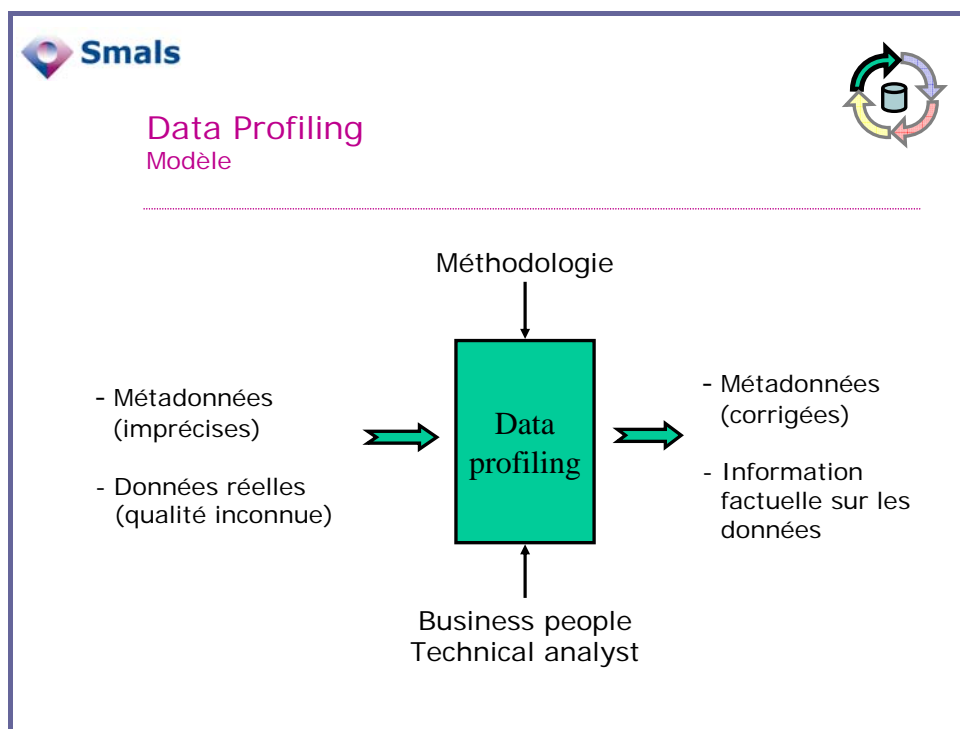 Smals
Data Profiling
Modèle
Méthodologie
- Métadonnées
(imprécises)
- Données réelles
(qualité inconnue)
Data
profiling
- Métadonnées
(corrigées)
- Information
factuelle sur les
données
Business people
Technical analyst